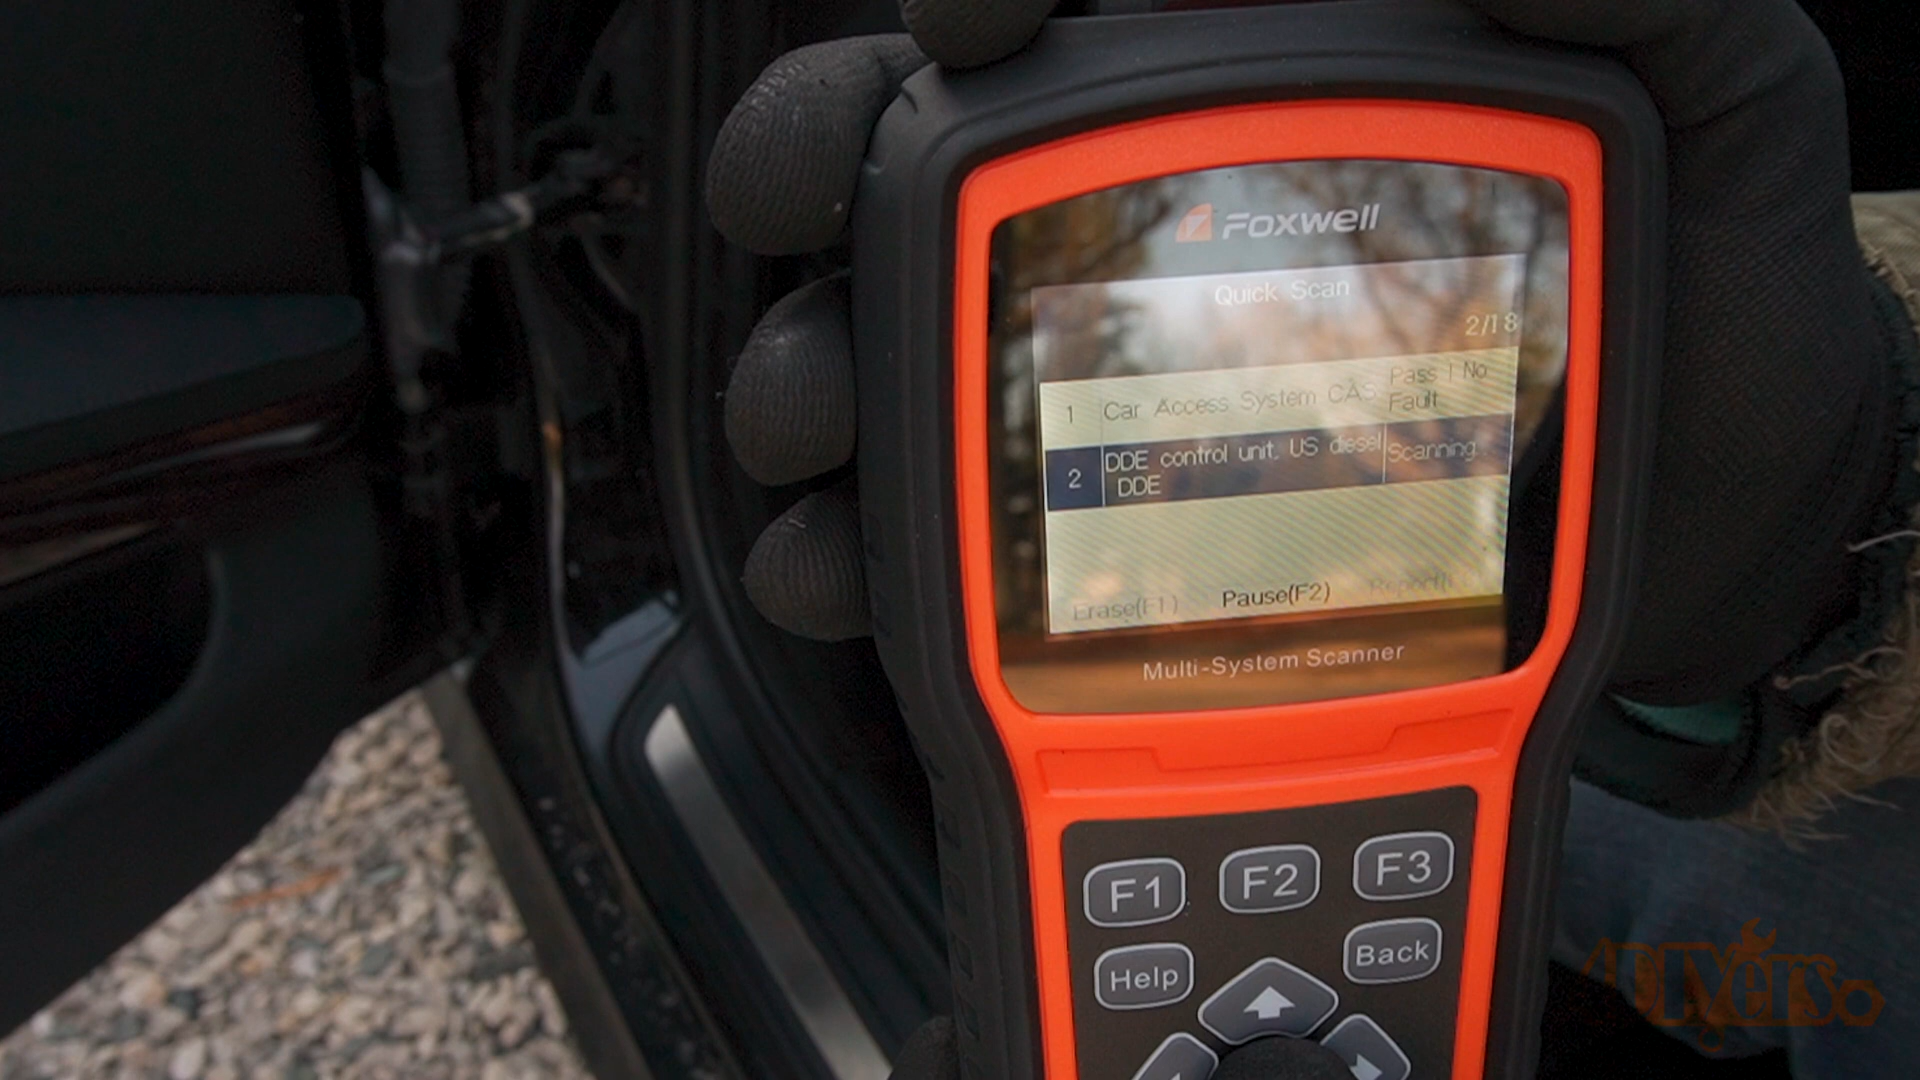 FOXWELL
Quick Scan
2/18
1 Car Access System CAS Pass | No Fault
2 DDE control unit, US diesel DDE Scanning..
Erase(F1) Pause(F2)
Multi-System Scanner
F1 F2 F3
Help Back
4DIYers